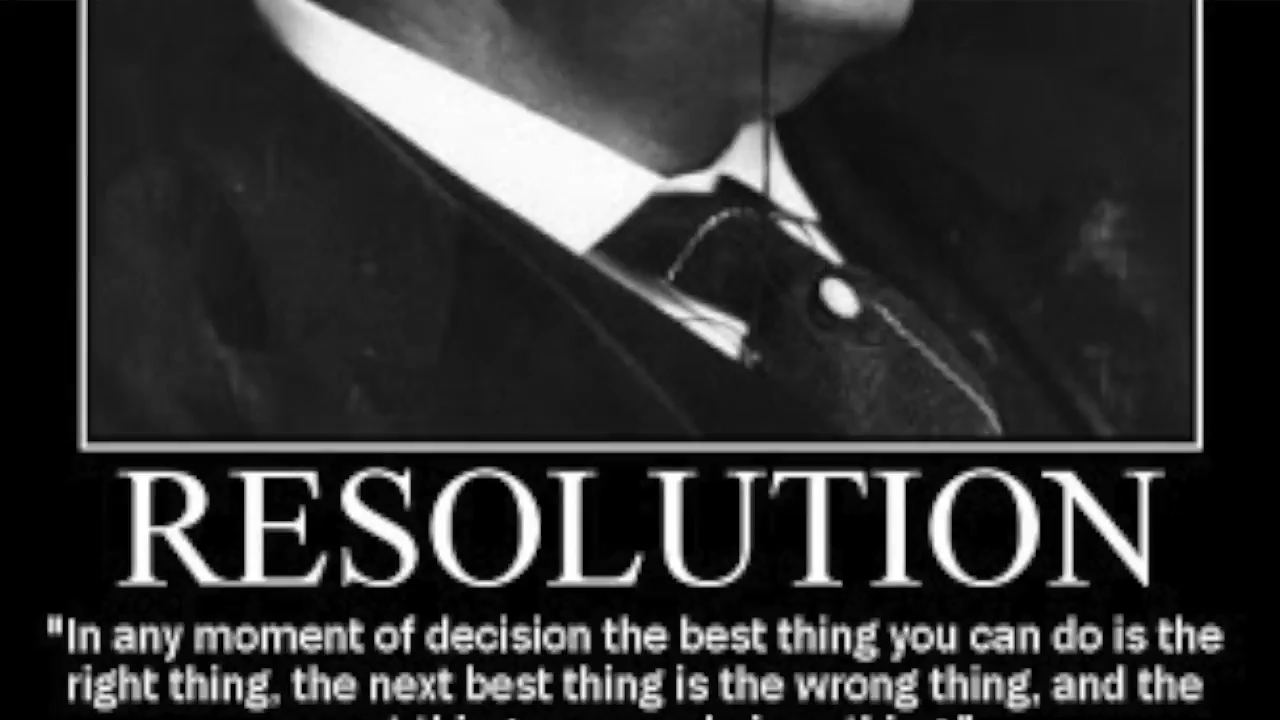 RESOLUTION
"In any moment of decision the best thing you can do is the
right thing, the next best thing is the wrong thing, and the